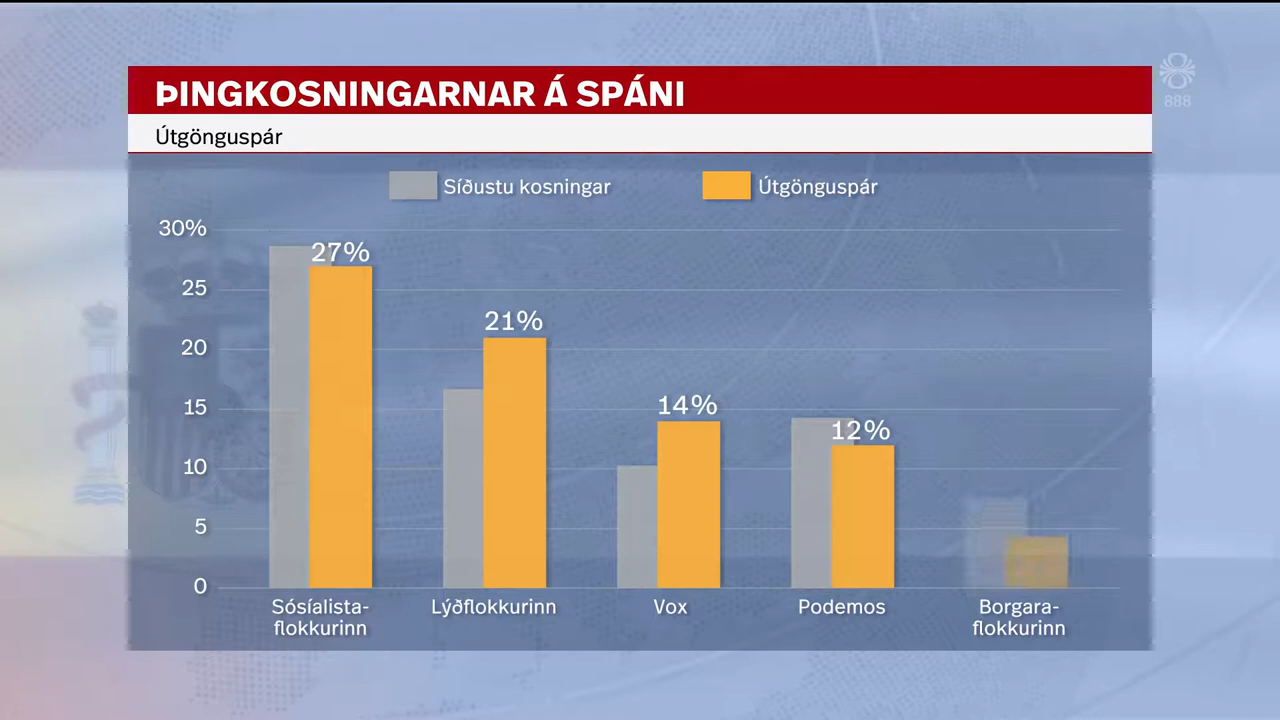 ÞINGKOSNINGARNAR Á SPÁNI
888
Útgönguspár
Síðustu kosningar
Útgönguspár
30%
25
20
15
10
5
0
27%
21%
14%
12%
Sósíalista-
flokkurinn
Lýðflokkurinn
Vox
Podemos
Borgara-
flokkurinn